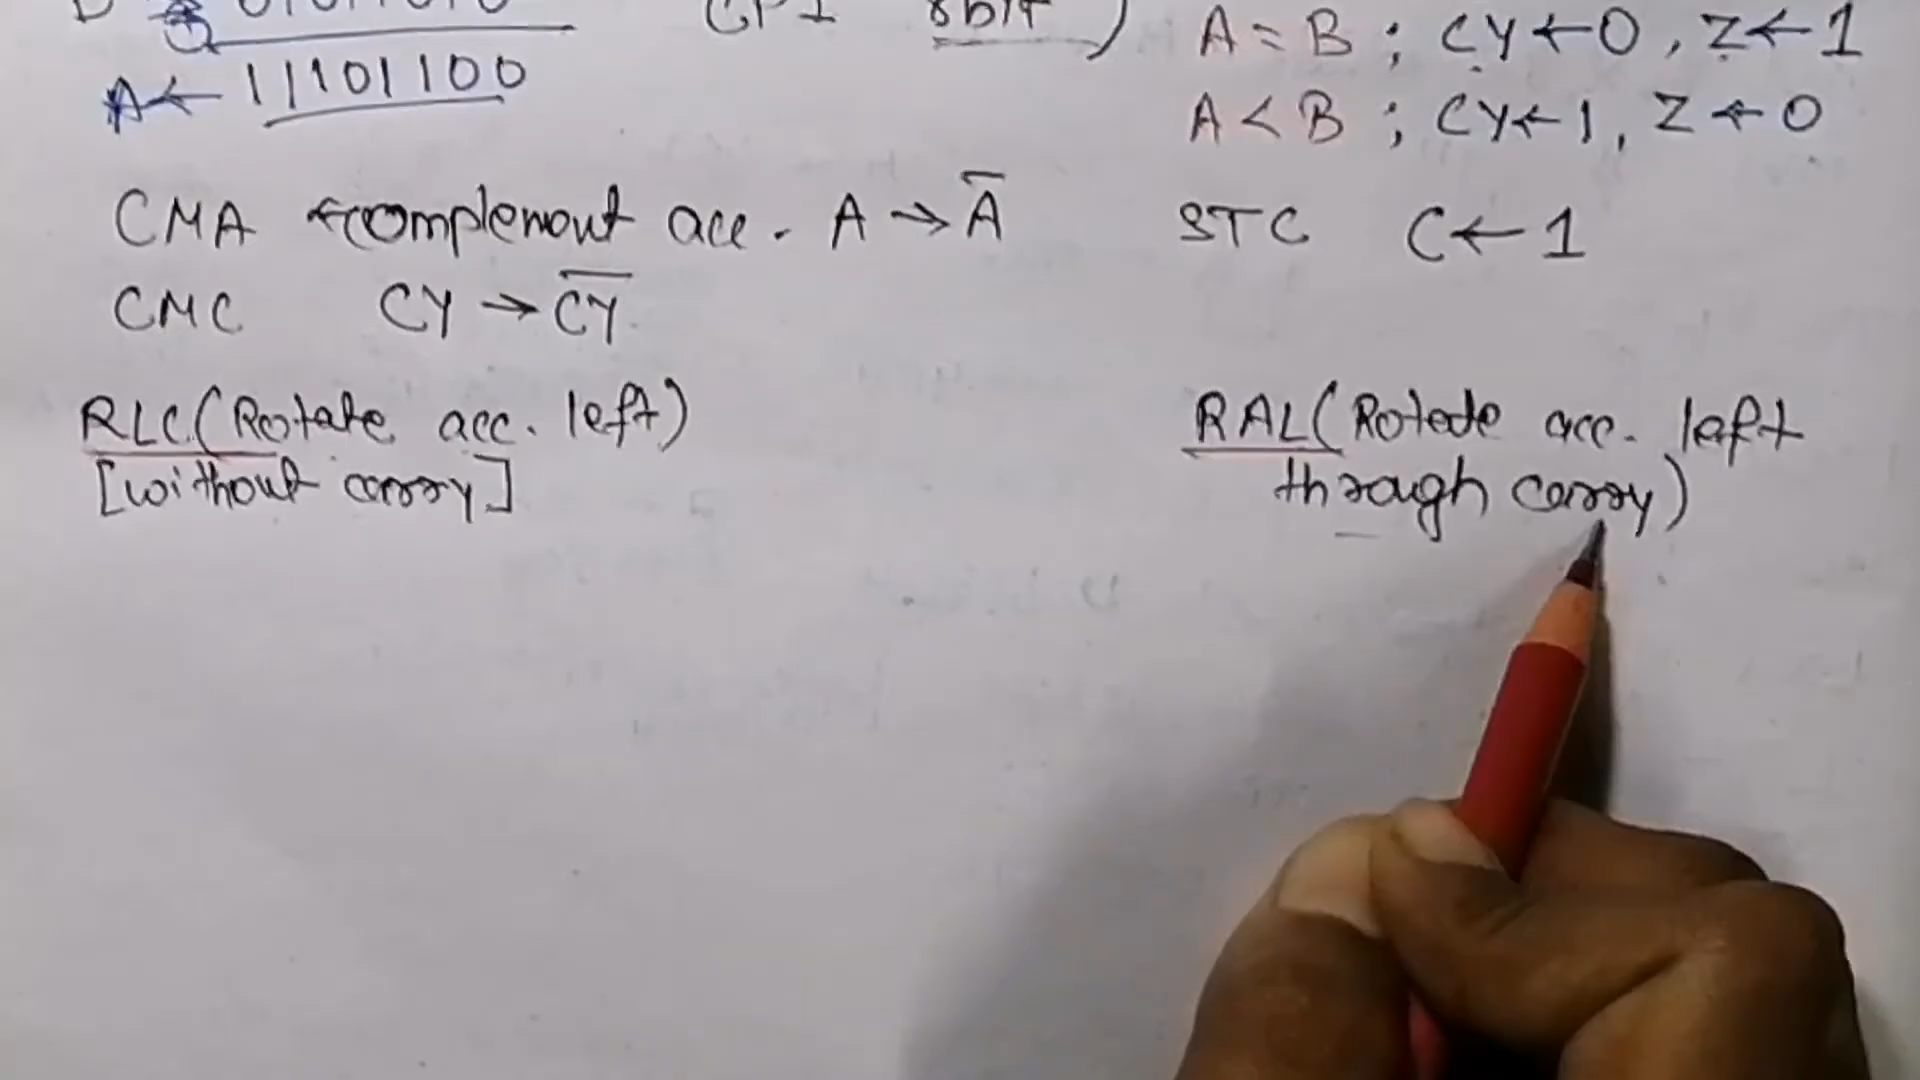 A = B ; CY ← 0 , Z ← 1
A ← 11101100
A < B ; CY ← 1 , Z ← 0
CMA ← complement acc. A → A̅
STC C ← 1
CMC CY → C̅Y̅
RLC (Rotate acc. left)
[without carry]
RAL (Rotate acc. left
through carry)